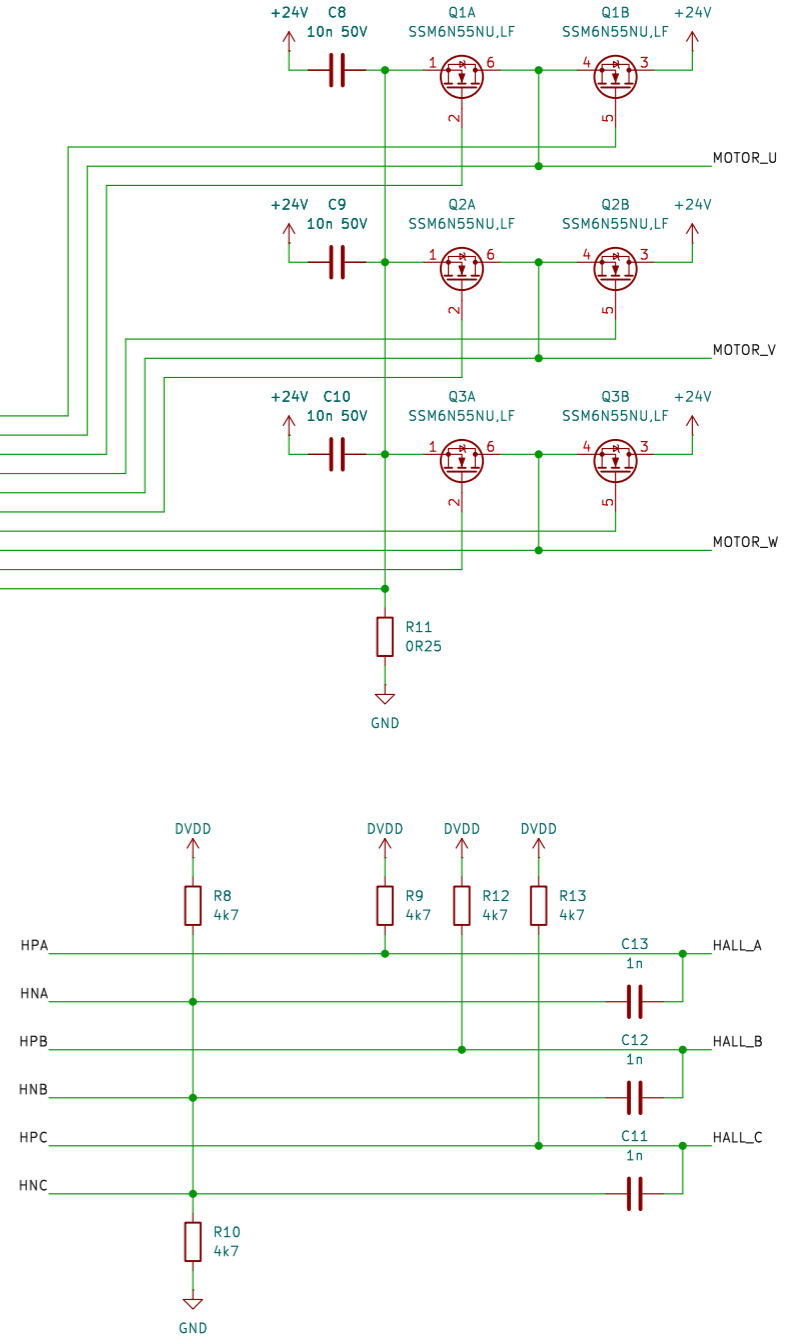 +24V C8 Q1A Q1B +24V
10n 50V SSM6N55NU,LF SSM6N55NU,LF
1 6 4 3
2 5
MOTOR_U
+24V C9 Q2A Q2B +24V
10n 50V SSM6N55NU,LF SSM6N55NU,LF
1 6 4 3
2 5
MOTOR_V
+24V C10 Q3A Q3B +24V
10n 50V SSM6N55NU,LF SSM6N55NU,LF
1 6 4 3
2 5
MOTOR_W
R11
0R25
GND
DVDD DVDD DVDD DVDD
R8 R9 R12 R13
4k7 4k7 4k7 4k7
HPA C13 HALL_A
1n
HNA
HPB C12 HALL_B
1n
HNB
HPC C11 HALL_C
1n
HNC
R10
4k7
GND